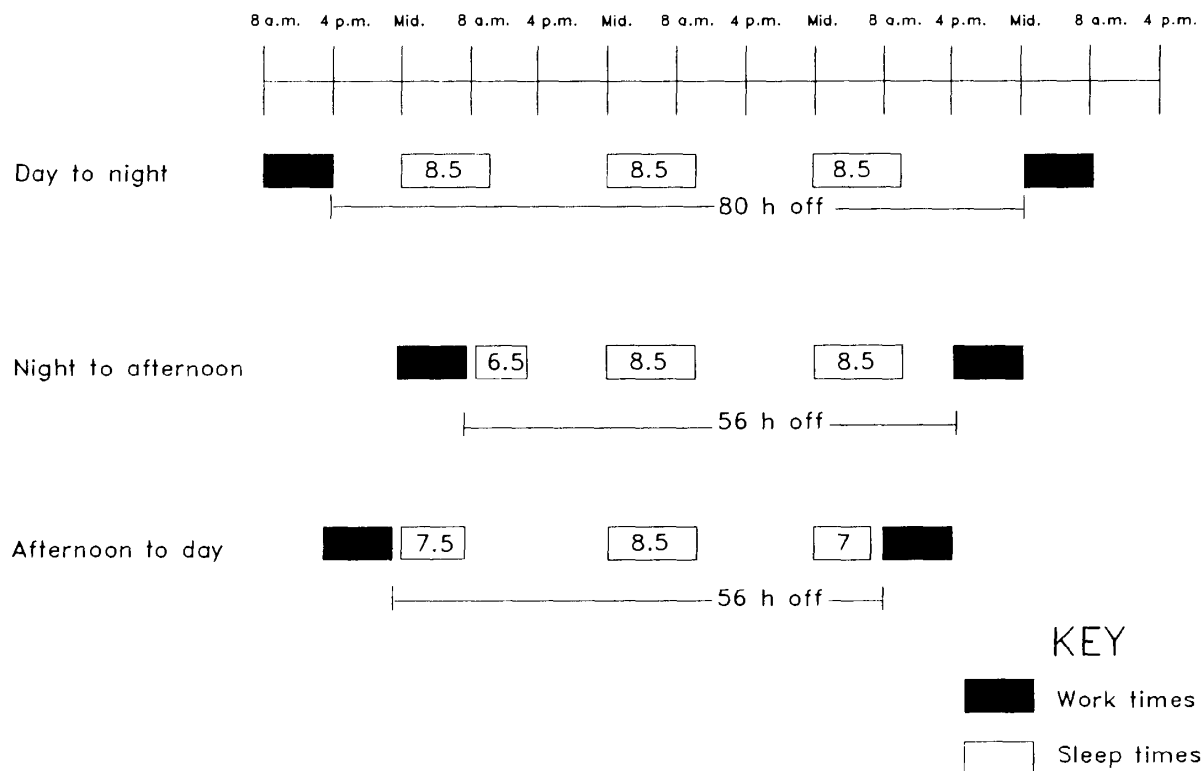 8 a.m. 4 p.m. Mid. 8 a.m. 4 p.m. Mid. 8 a.m. 4 p.m. Mid. 8 a.m. 4 p.m. Mid. 8 a.m. 4 p.m.
Day to night 8.5 8.5 8.5
80 h off
Night to afternoon 6.5 8.5 8.5
56 h off
Afternoon to day 7.5 8.5 7
56 h off
KEY
Work times
Sleep times